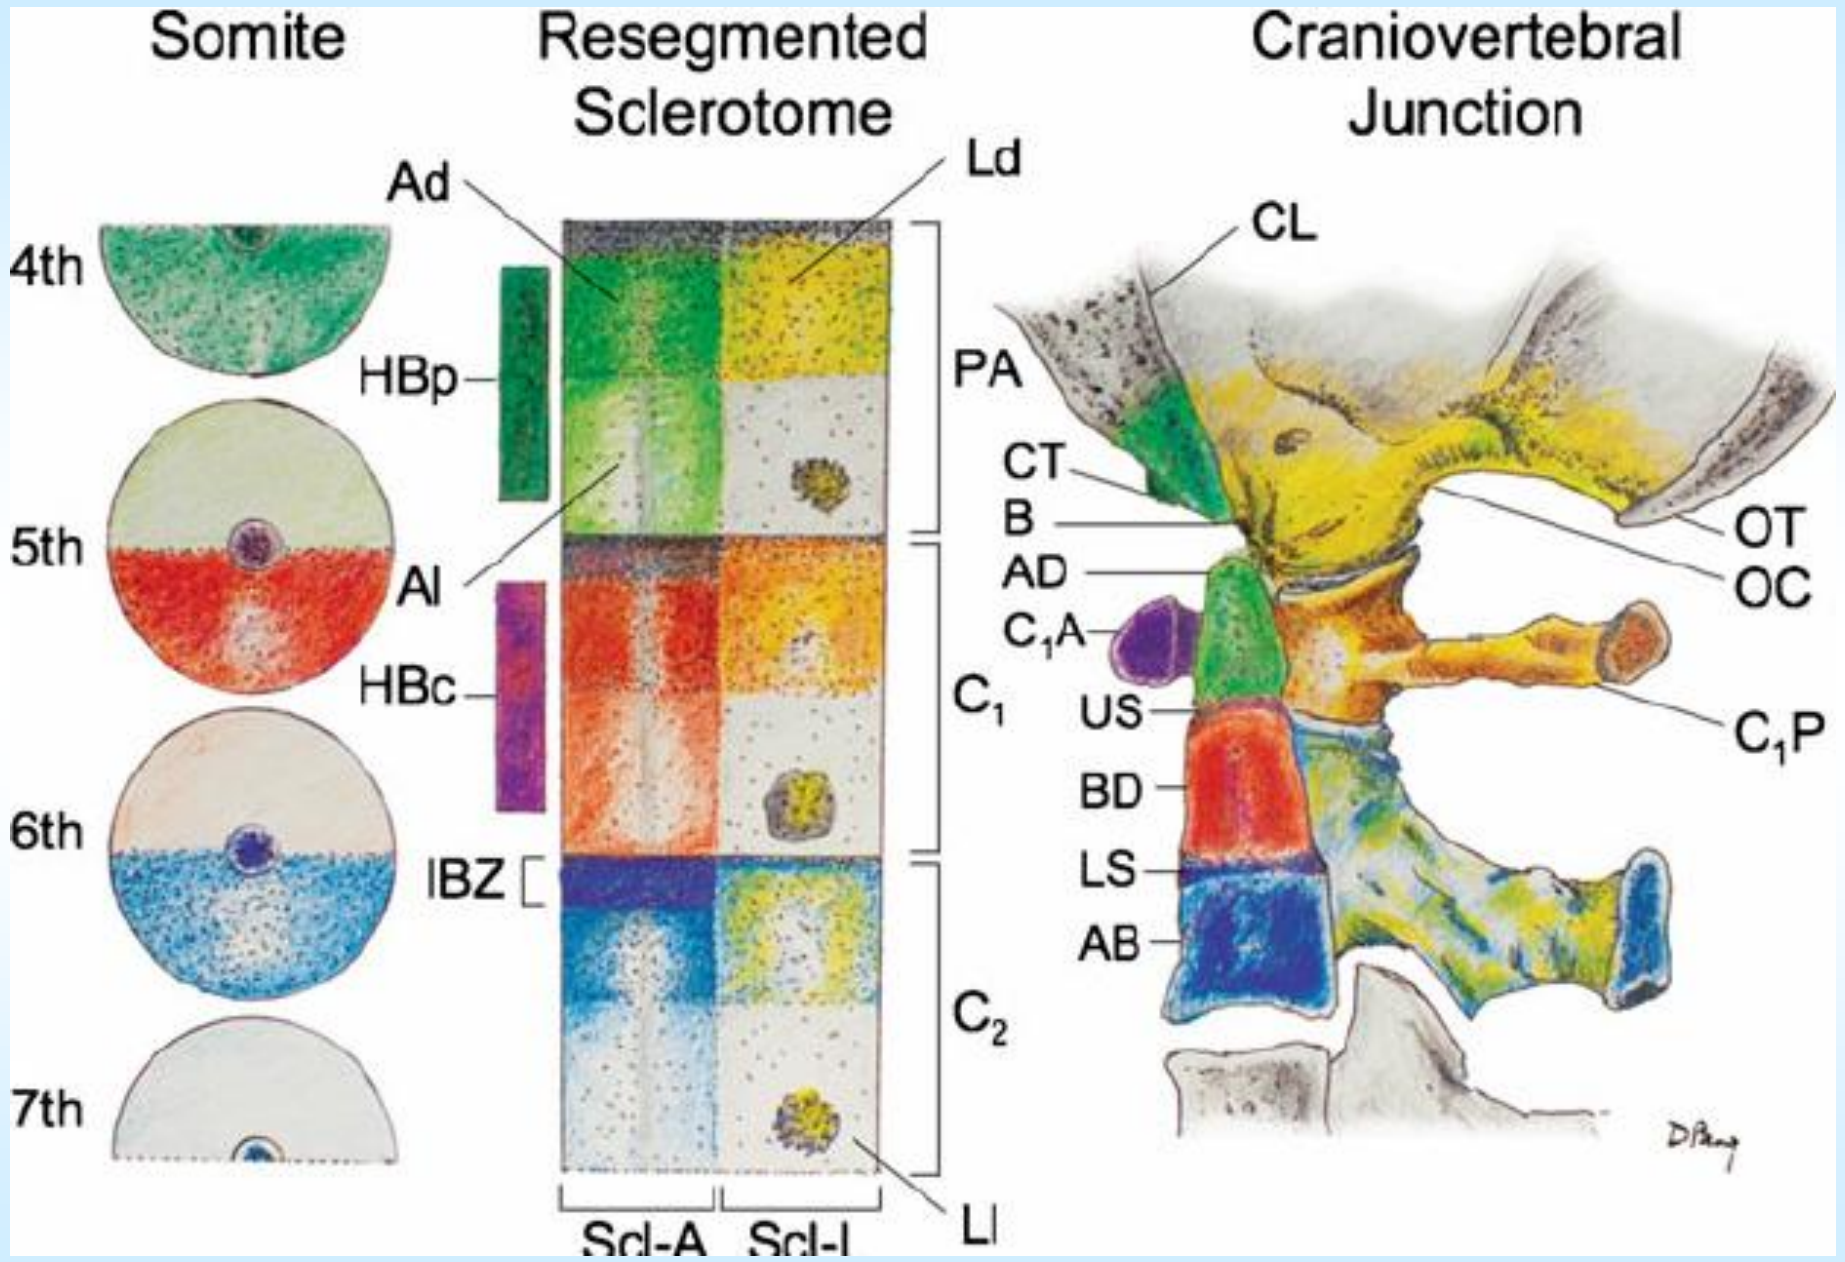 Somite
Resegmented
Sclerotome
Craniovertebral
Junction
Ad
Ld
CL
4th
HBp
PA
CT
B
5th
AD
OT
OC
Al
C₁A
HBc
C₁
US
C₁P
BD
6th
IBZ
LS
AB
C₂
7th
Ll
Scl-A
Scl-L